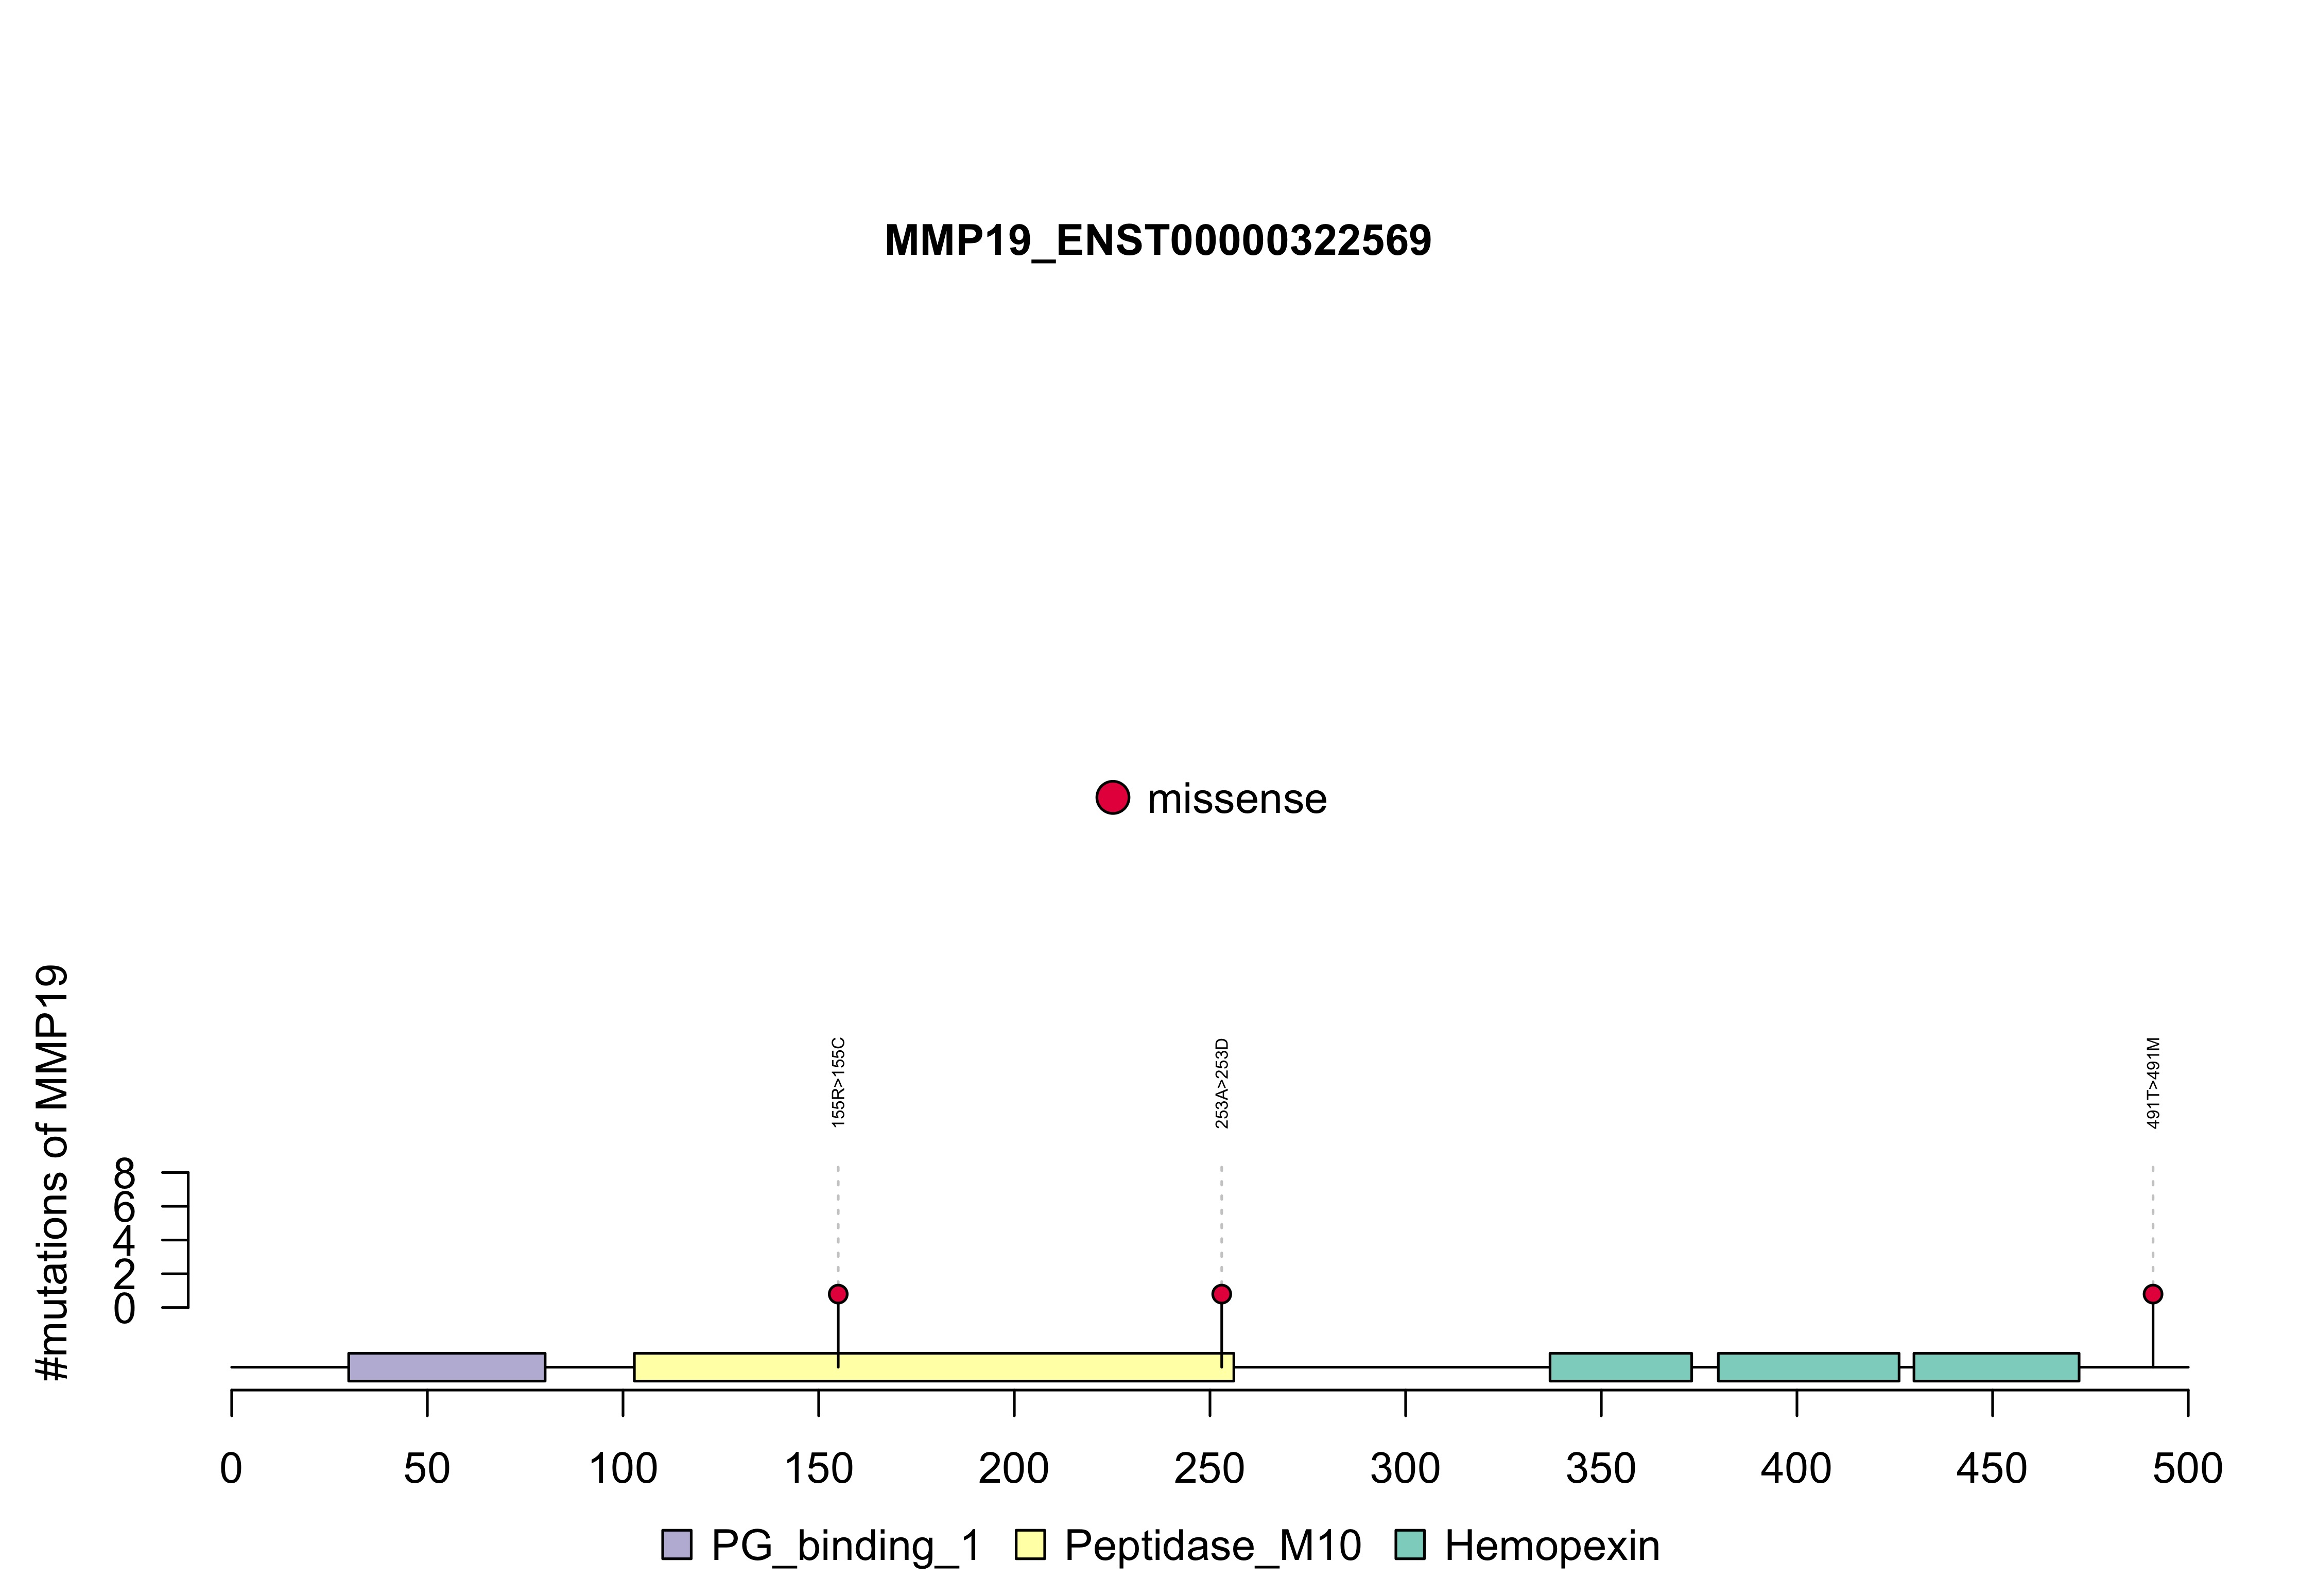 MMP19_ENST00000322569
missense
#mutations of MMP19
155R>155C
253A>253D
491T>491M
8
6
4
2
0
0 50 100 150 200 250 300 350 400 450 500
PG_binding_1 Peptidase_M10 Hemopexin